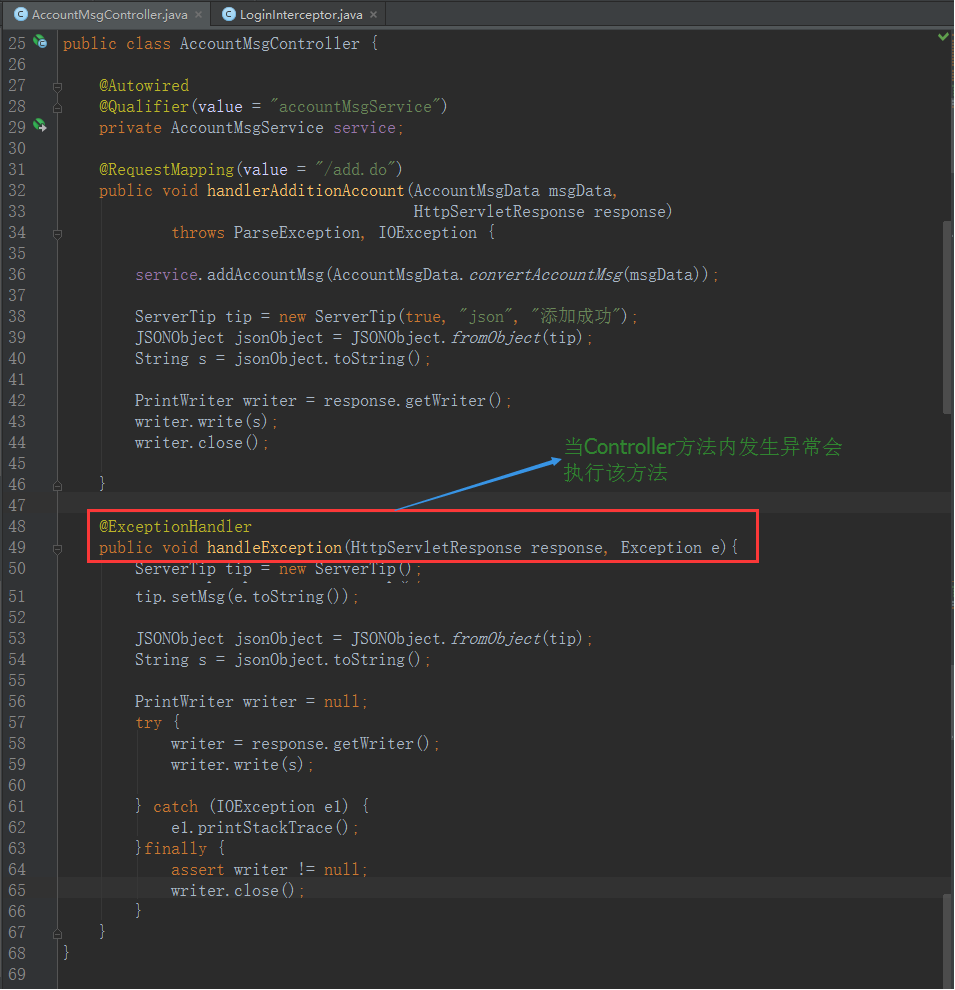 AccountMsgController.java
LoginInterceptor.java
25 public class AccountMsgController {
26
27 @Autowired
28 @Qualifier(value = "accountMsgService")
29 private AccountMsgService service;
30
31 @RequestMapping(value = "/add.do")
32 public void handlerAdditionAccount(AccountMsgData msgData,
33 HttpServletResponse response)
34 throws ParseException, IOException {
35
36 service.addAccountMsg(AccountMsgData.convertAccountMsg(msgData));
37
38 ServerTip tip = new ServerTip(true, "json", "添加成功");
39 JSONObject jsonObject = JSONObject.fromObject(tip);
40 String s = jsonObject.toString();
41
42 PrintWriter writer = response.getWriter();
43 writer.write(s);
44 writer.close();
45
当Controller方法内发生异常会
执行该方法
46 }
47
48 @ExceptionHandler
49 public void handleException(HttpServletResponse response, Exception e){
50 ServerTip tip = new ServerTip();
51 tip.setMsg(e.toString());
52
53 JSONObject jsonObject = JSONObject.fromObject(tip);
54 String s = jsonObject.toString();
55
56 PrintWriter writer = null;
57 try {
58 writer = response.getWriter();
59 writer.write(s);
60
61 } catch (IOException e1) {
62 e1.printStackTrace();
63 }finally {
64 assert writer != null;
65 writer.close();
66 }
67 }
68 }
69